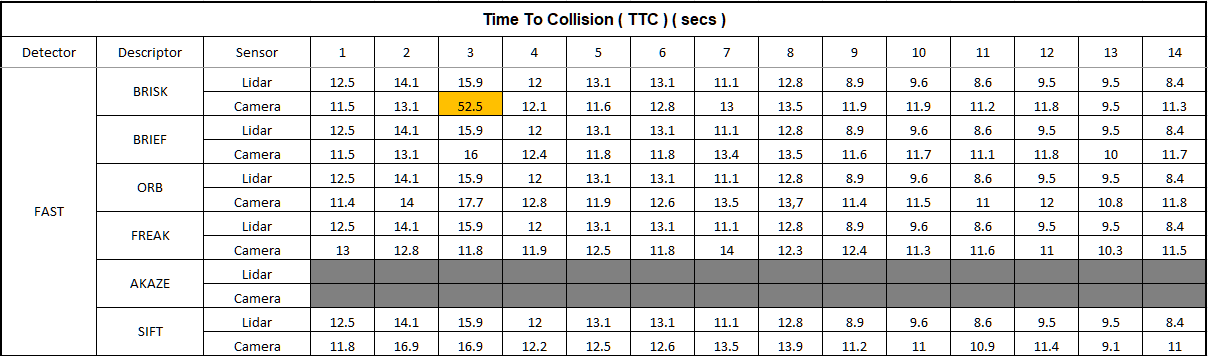 Time To Collision ( TTC ) ( secs )
Detector Descriptor Sensor 1 2 3 4 5 6 7 8 9 10 11 12 13 14
FAST
BRISK
Lidar 12.5 14.1 15.9 12 13.1 13.1 11.1 12.8 8.9 9.6 8.6 9.5 9.5 8.4
Camera 11.5 13.1 52.5 12.1 11.6 12.8 13 13.5 11.9 11.9 11.2 11.8 9.5 11.3
BRIEF
Lidar 12.5 14.1 15.9 12 13.1 13.1 11.1 12.8 8.9 9.6 8.6 9.5 9.5 8.4
Camera 11.5 13.1 16 12.4 11.8 11.8 13.4 13.5 11.6 11.7 11.1 11.8 10 11.7
ORB
Lidar 12.5 14.1 15.9 12 13.1 13.1 11.1 12.8 8.9 9.6 8.6 9.5 9.5 8.4
Camera 11.4 14 17.7 12.8 11.9 12.6 13.5 13,7 11.4 11.5 11 12 10.8 11.8
FREAK
Lidar 12.5 14.1 15.9 12 13.1 13.1 11.1 12.8 8.9 9.6 8.6 9.5 9.5 8.4
Camera 13 12.8 11.8 11.9 12.5 11.8 14 12.3 12.4 11.3 11.6 11 10.3 11.5
AKAZE
Lidar
Camera
SIFT
Lidar 12.5 14.1 15.9 12 13.1 13.1 11.1 12.8 8.9 9.6 8.6 9.5 9.5 8.4
Camera 11.8 16.9 16.9 12.2 12.5 12.6 13.5 13.9 11.2 11 10.9 11.4 9.1 11